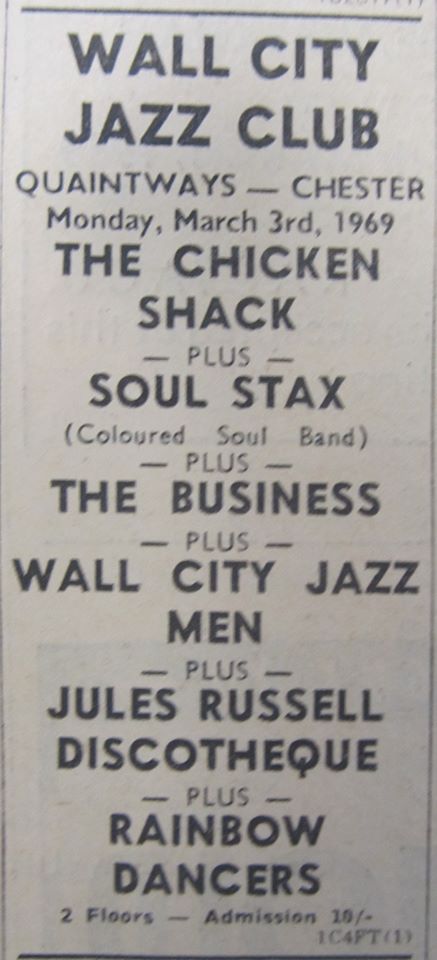 WALL CITY
JAZZ CLUB
QUAINTWAYS — CHESTER
Monday, March 3rd, 1969
THE CHICKEN
SHACK
— PLUS —
SOUL STAX
(Coloured Soul Band)
— PLUS —
THE BUSINESS
— PLUS —
WALL CITY JAZZ
MEN
— PLUS —
JULES RUSSELL
DISCOTHEQUE
— PLUS —
RAINBOW
DANCERS
2 Floors — Admission 10/-
1C4FT(1)